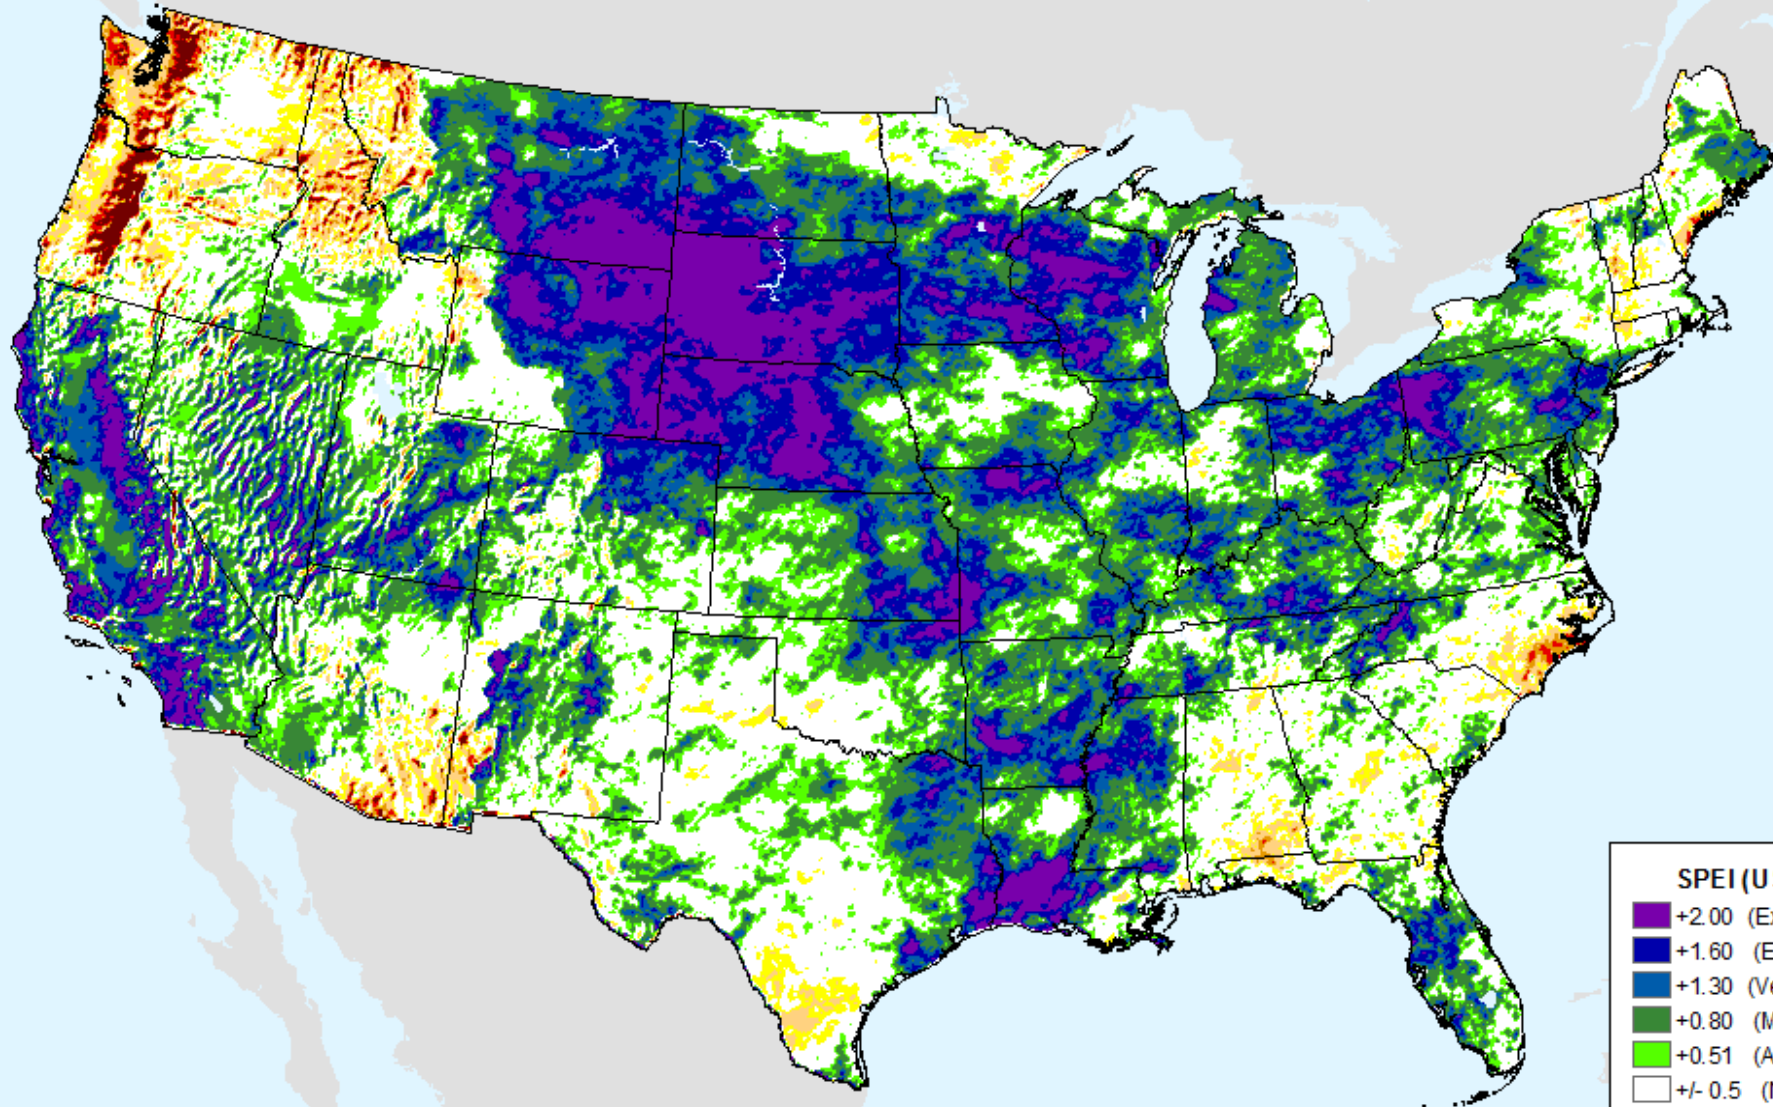 SPEI (U
+2.00 (Ex
+1.60 (E
+1.30 (Ve
+0.80 (M
+0.51 (A
+/- 0.5 (N